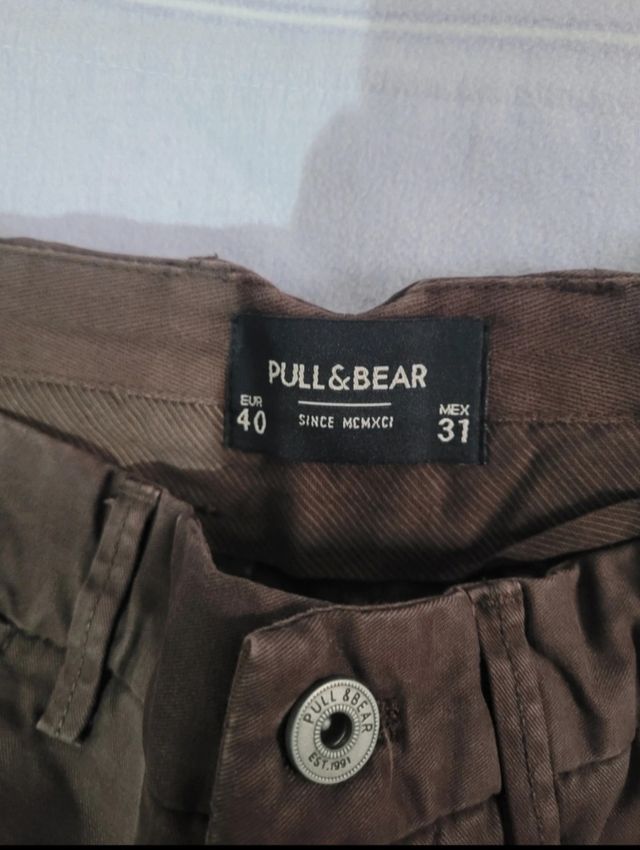 PULL&BEAR
EUR
40
SINCE MCMXCI
MEX
31
PULL & BEAR
EST.1991